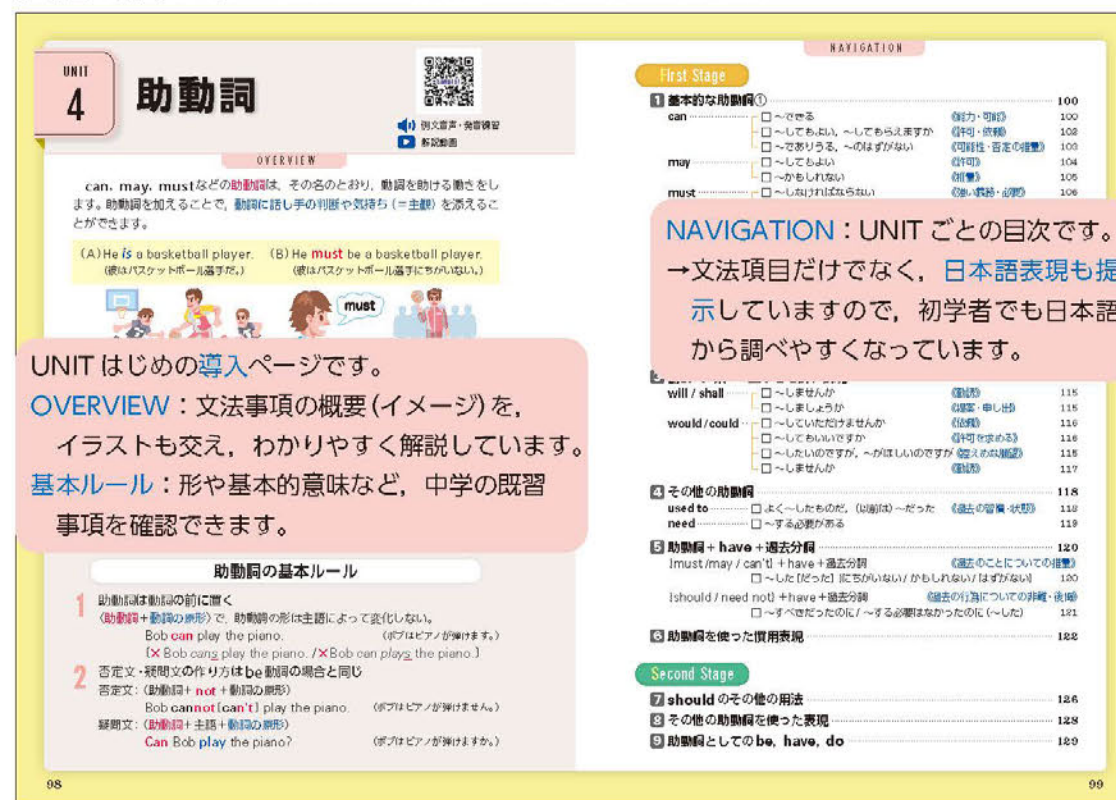 UNIT
4
助動詞
例文音声・発音練習
解説動画
OVERVIEW
can, may, mustなどの助動詞は、その名のとおり、動詞を助ける働きをし
ます。助動詞を加えることで、動詞に話し手の判断や気持ち（＝主観）を添えるこ
とができます。
(A)He is a basketball player. (B)He must be a basketball player.
(彼はバスケットボール選手だ。) (彼はバスケットボール選手にちがいない。)
must
UNIT はじめの導入ページです。
OVERVIEW：文法事項の概要(イメージ)を，
イラストも交え，わかりやすく解説しています。
基本ルール：形や基本的意味など，中学の既習
事項を確認できます。
助動詞の基本ルール
1 助動詞は動詞の前に置く
〈助動詞＋動詞の原形〉で，助動詞の形は主語によって変化しない。
Bob can play the piano. (ボブはピアノが弾けます。)
[×Bob cans play the piano. /×Bob can plays the piano.]
2 否定文・疑問文の作り方はbe動詞の場合と同じ
否定文：〈助動詞＋not＋動詞の原形〉
Bob cannot[can't] play the piano. (ボブはピアノが弾けません。)
疑問文：〈助動詞＋主語＋動詞の原形〉
Can Bob play the piano? (ボブはピアノが弾けますか。)
98
NAVIGATION
First Stage
1 基本的な助動詞① 100
can □ ～できる 《能力・可能》 100
□ ～してもよい，～してもらえますか 《許可・依頼》 102
□ ～でありうる，～のはずがない 《可能性・否定の推量》 103
may □ ～してもよい 《許可》 104
□ ～かもしれない 《推量》 105
must □ ～しなければならない 《強い義務・必要》 106
NAVIGATION：UNIT ごとの目次です。
→文法項目だけでなく，日本語表現も提
示していますので，初学者でも日本語
から調べやすくなっています。
will / shall □ ～しませんか 《勧誘》 115
□ ～しましょうか 《提案・申し出》 115
would / could □ ～していただけませんか 《依頼》 116
□ ～してもいいですか 《許可を求める》 116
□ ～したいのですが，～がほしいのですが 《控えめな願望》 116
□ ～しませんか 《勧誘》 117
4 その他の助動詞 118
used to □ よく～したものだ，(以前は)～だった 《過去の習慣・状態》 118
need □ ～する必要がある 119
5 助動詞＋have＋過去分詞 120
{must /may / can't} ＋have＋過去分詞 《過去のことについての推量》
□ ～した［だった］{にちがいない / かもしれない / はずがない} 120
{should / need not} ＋have＋過去分詞 《過去の行為についての非難・後悔》
□ ～すべきだったのに / ～する必要はなかったのに (～した) 121
6 助動詞を使った慣用表現 122
Second Stage
7 should のその他の用法 126
8 その他の助動詞を使った表現 128
9 助動詞としてのbe, have, do 129
99